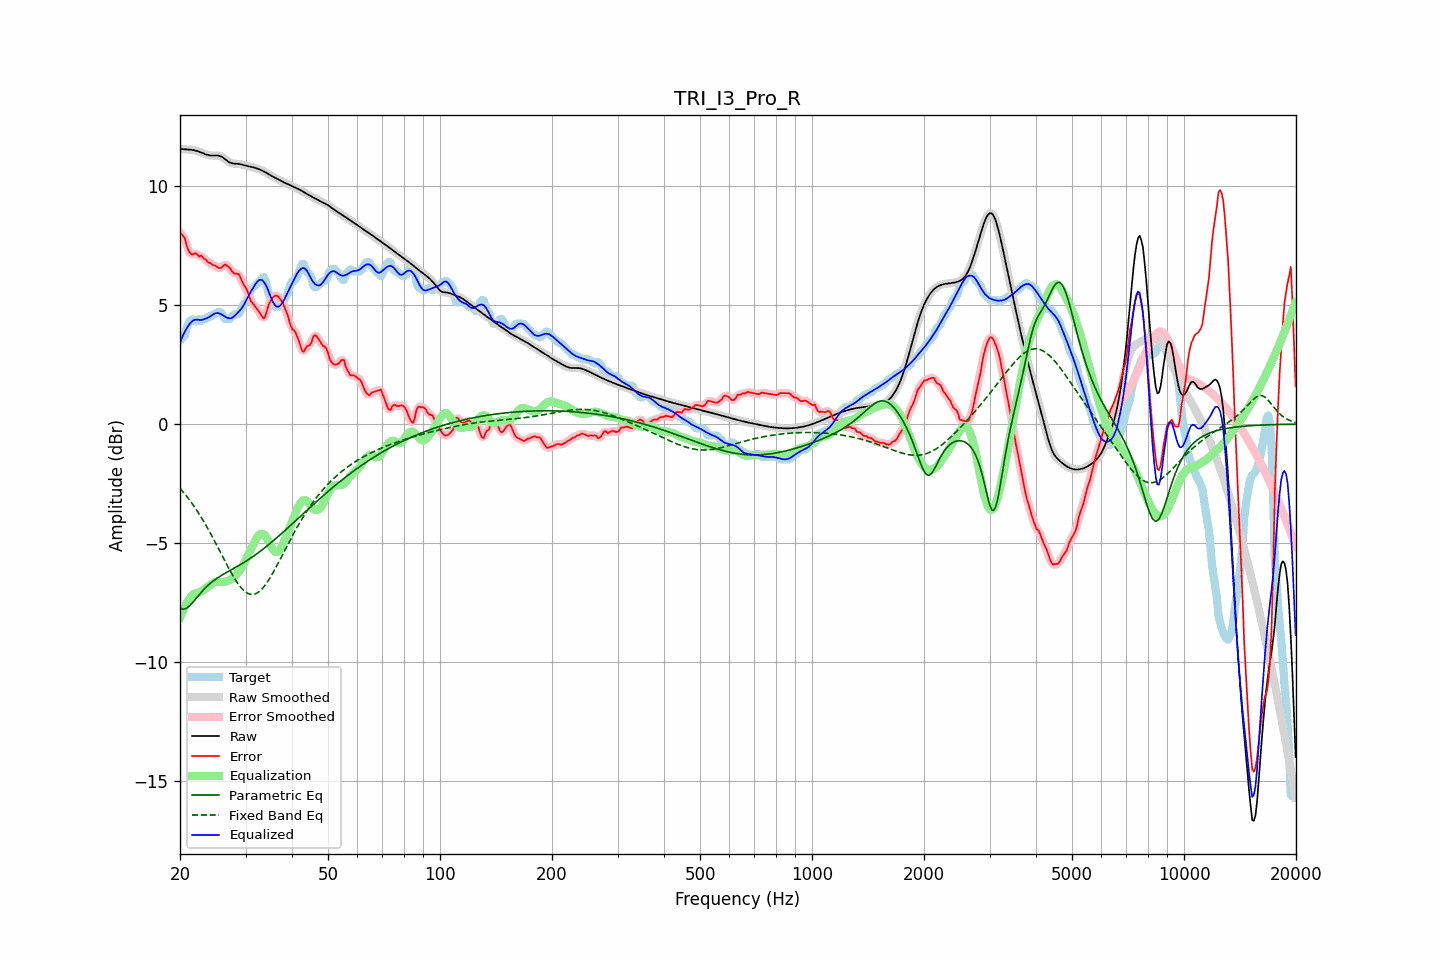 TRI_I3_Pro_R
Amplitude (dBr)
10
5
0
−5
−10
−15
Target
Raw Smoothed
Error Smoothed
Raw
Error
Equalization
Parametric Eq
Fixed Band Eq
Equalized
20 50 100 200 500 1000 2000 5000 10000 20000
Frequency (Hz)